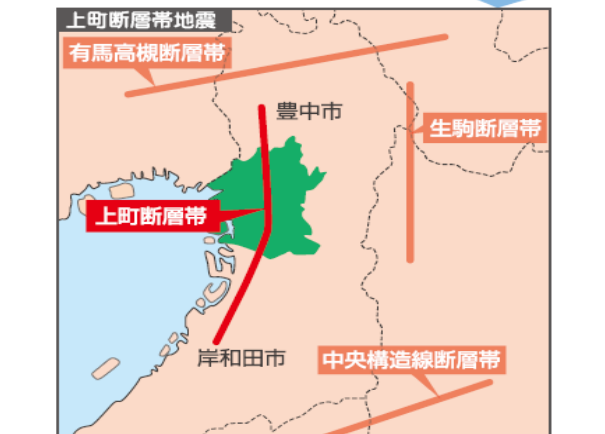 上町断層帯地震
有馬高槻断層帯
豊中市
生駒断層帯
上町断層帯
岸和田市
中央構造線断層帯